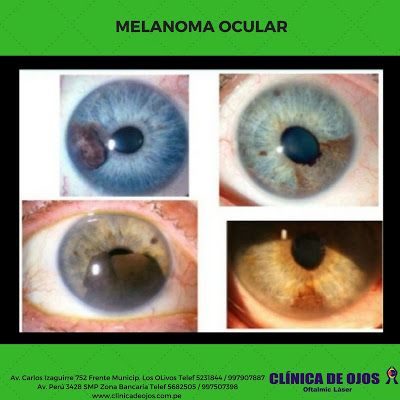 MELANOMA OCULAR
Av. Carlos Izaguirre 752 Frente Municip. Los OLivos Telef 5231844 / 997907887
Av. Perú 3428 SMP Zona Bancaria Telef 5682505 / 997507398
www.clinicadeojos.com.pe
CLÍNICA DE OJOS
Oftalmic Láser